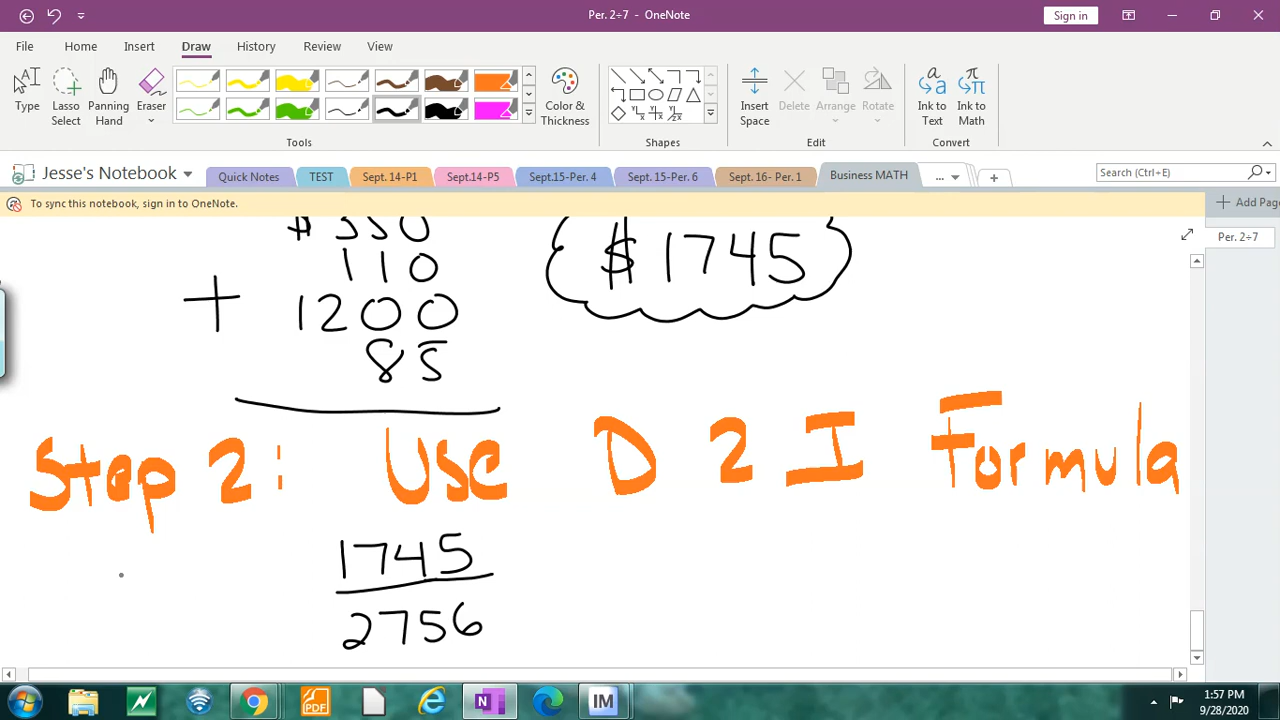 Per. 2÷7 - OneNote
Sign in
File Home Insert Draw History Review View
Type
Lasso Select
Panning Hand
Eraser
Color & Thickness
Insert Space
Delete
Arrange
Rotate
Ink to Text
Ink to Math
Tools Shapes Edit Convert
Jesse's Notebook
Quick Notes TEST Sept. 14-P1 Sept.14-P5 Sept.15-Per. 4 Sept. 15-Per. 6 Sept. 16- Per. 1 Business MATH ... +
Search (Ctrl+E)
To sync this notebook, sign in to OneNote.
Add Pag
Per. 2÷7
$ 350
110
+ 1200
85
$ 1745
Step 2: Use D 2 I Formula
1745
2756
PDF
N
IM
1:57 PM
9/28/2020